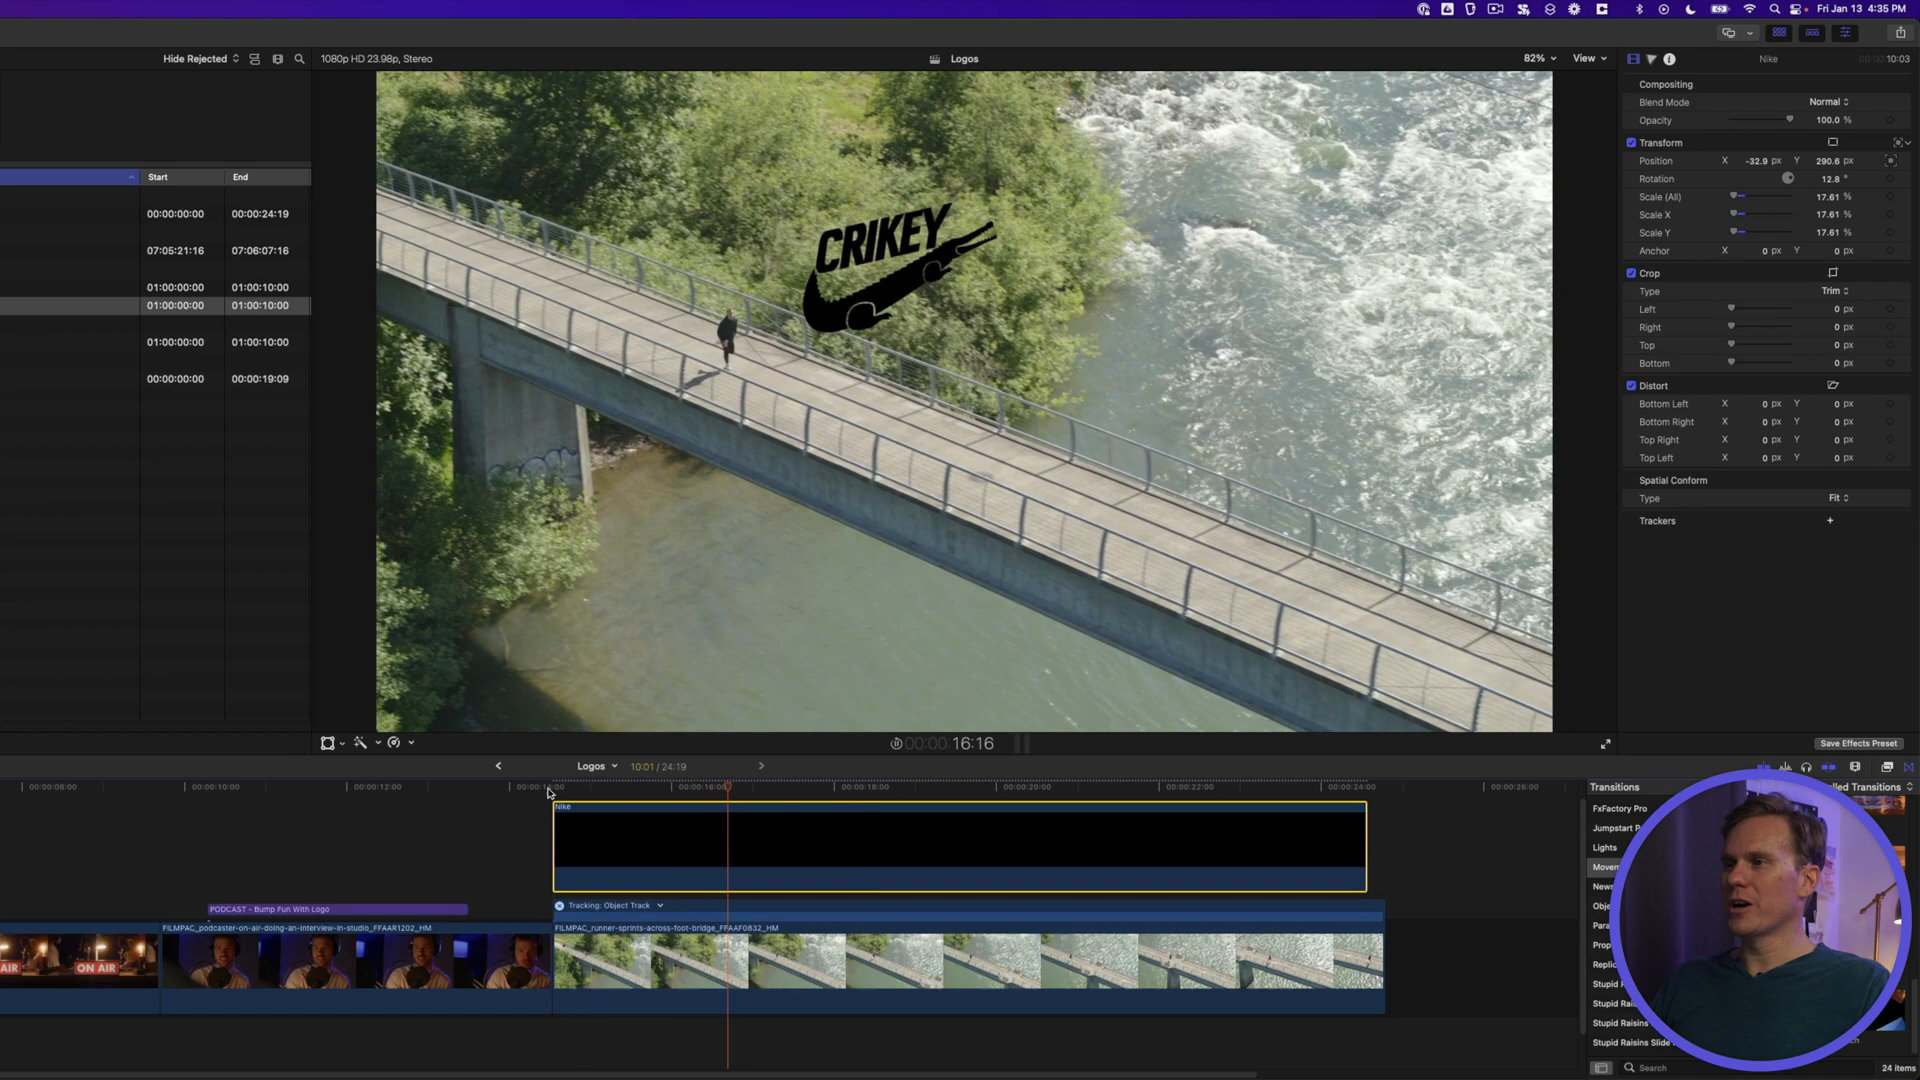 Fri Jan 13 4:35 PM
Hide Rejected
1080p HD 23.98p, Stereo
Logos
82%
View
Nike
00:00:10:03
Start
End
00:00:00:00
00:00:24:19
07:05:21:16
07:06:07:16
01:00:00:00
01:00:10:00
01:00:00:00
01:00:10:00
01:00:00:00
01:00:10:00
00:00:00:00
00:00:19:09
CRIKEY
Compositing
Blend Mode
Normal
Opacity
100.0 %
Transform
Position
X
-32.9 px
Y
290.6 px
Rotation
12.8 °
Scale (All)
17.61 %
Scale X
17.61 %
Scale Y
17.61 %
Anchor
X
0 px
Y
0 px
Crop
Type
Trim
Left
0 px
Right
0 px
Top
0 px
Bottom
0 px
Distort
Bottom Left
X
0 px
Y
0 px
Bottom Right
X
0 px
Y
0 px
Top Right
X
0 px
Y
0 px
Top Left
X
0 px
Y
0 px
Spatial Conform
Type
Fit
Trackers
+
Save Effects Preset
00:00:16:16
Logos
10:01 / 24:19
00:00:08:00
00:00:10:00
00:00:12:00
00:00:16:00
00:00:18:00
00:00:20:00
00:00:22:00
00:00:24:00
00:00:26:00
Nike
PODCAST - Bump Fun With Logo
Tracking: Object Track
FILMPAC_podcaster-on-air-doing-an-interview-in-studio_FFAAR1202_HM
FILMPAC_runner-sprints-across-foot-bridge_FFAAF0832_HM
AIR
ON AIR
Transitions
lled Transitions
FxFactory Pro
Jumpstart P
Lights
Movem
News
Obje
Para
Prop
Replic
Stupid R
Stupid Rai
Stupid Raisins
Stupid Raisins Slide
Search
24 items